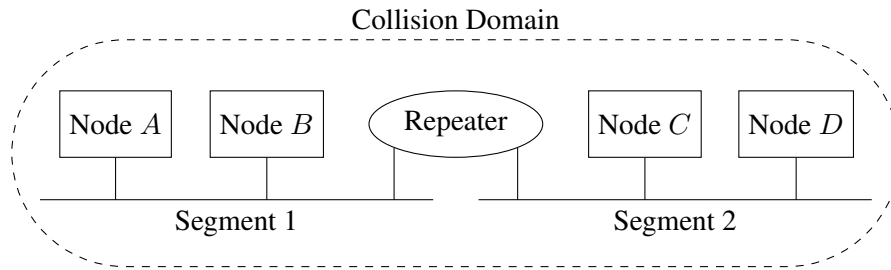 Collision Domain
Node A
Node B
Repeater
Node C
Node D
Segment 1
Segment 2